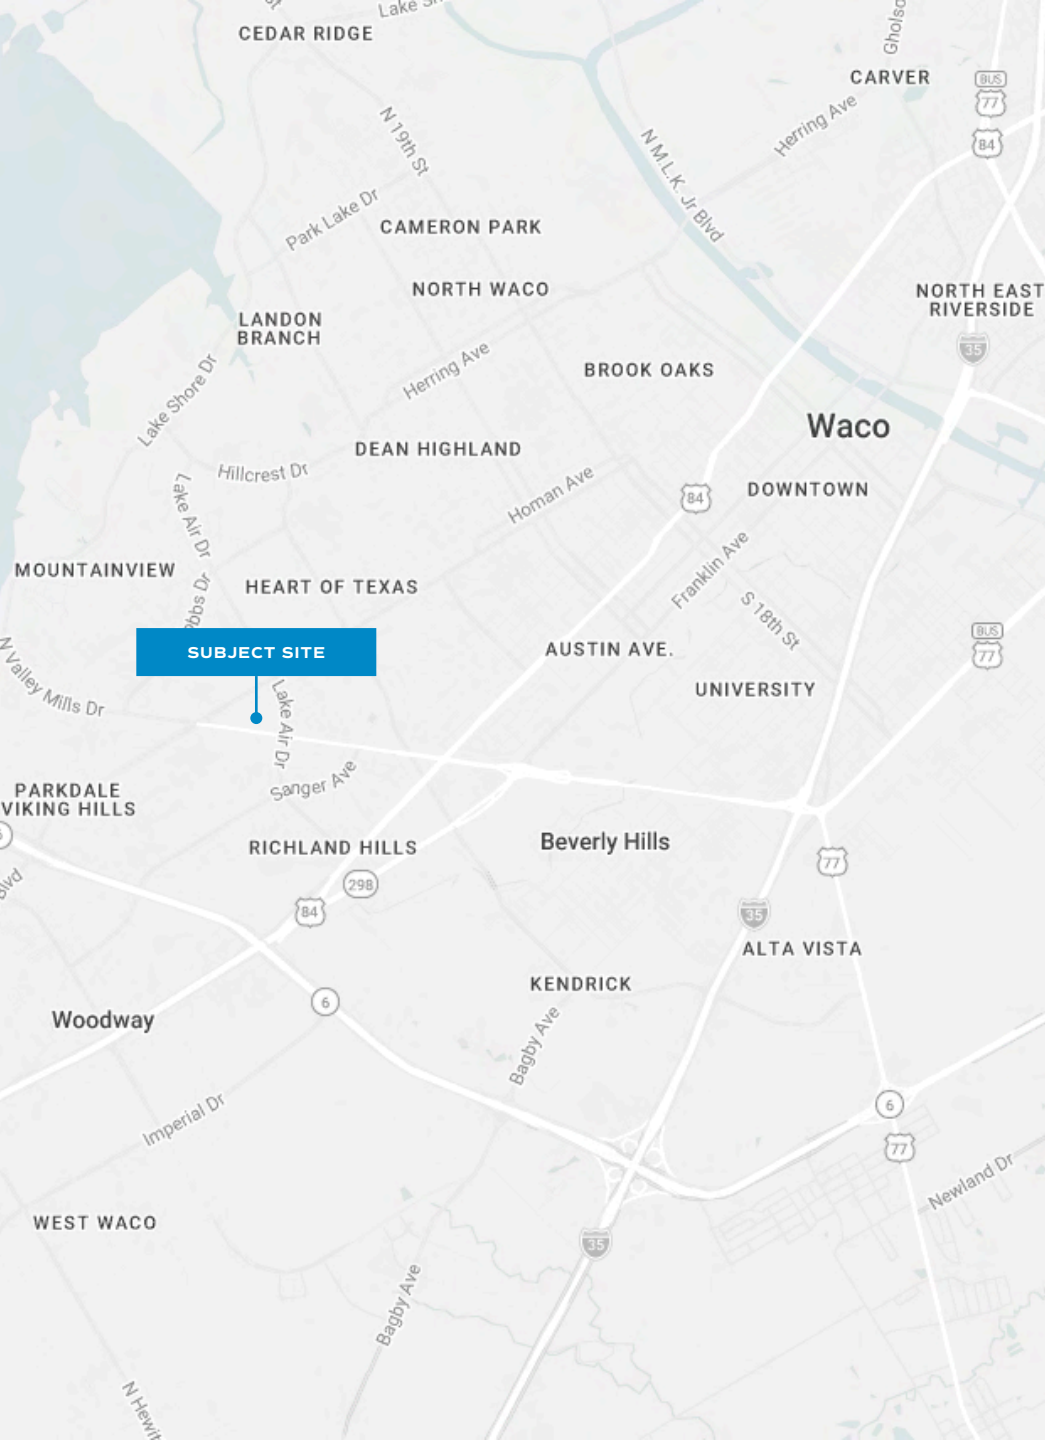 Lake
CEDAR RIDGE
CARVER
BUS
77
84
N 19th St
Herring Ave
N M.L.K. Jr Blvd
Park Lake Dr
CAMERON PARK
NORTH WACO
NORTH EAST
RIVERSIDE
LANDON
BRANCH
35
Herring Ave
BROOK OAKS
Lake Shore Dr
Waco
DEAN HIGHLAND
Hillcrest Dr
Homan Ave
84
DOWNTOWN
Lake Air Dr
MOUNTAINVIEW
HEART OF TEXAS
Franklin Ave
S 18th St
SUBJECT SITE
AUSTIN AVE.
BUS
77
N Valley Mills Dr
UNIVERSITY
Lake Air Dr
Sanger Ave
PARKDALE
VIKING HILLS
RICHLAND HILLS
Beverly Hills
77
298
84
35
Blvd
ALTA VISTA
KENDRICK
6
Woodway
Bagby Ave
Imperial Dr
6
77
Newland Dr
WEST WACO
35
Bagby Ave